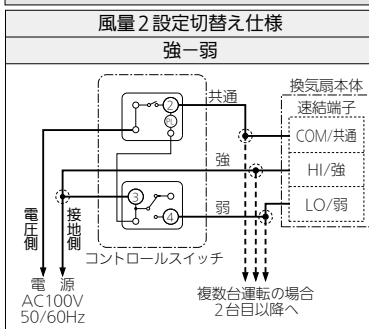 風量2設定切替え仕様
強ー弱
換気扇本体
速結端子
共通
COM/共通
強
HI/強
弱
LO/弱
②
PL
③
④
電圧側
接地側
コントロールスイッチ
電 源
AC100V
50/60Hz
複数台運転の場合
2台目以降へ